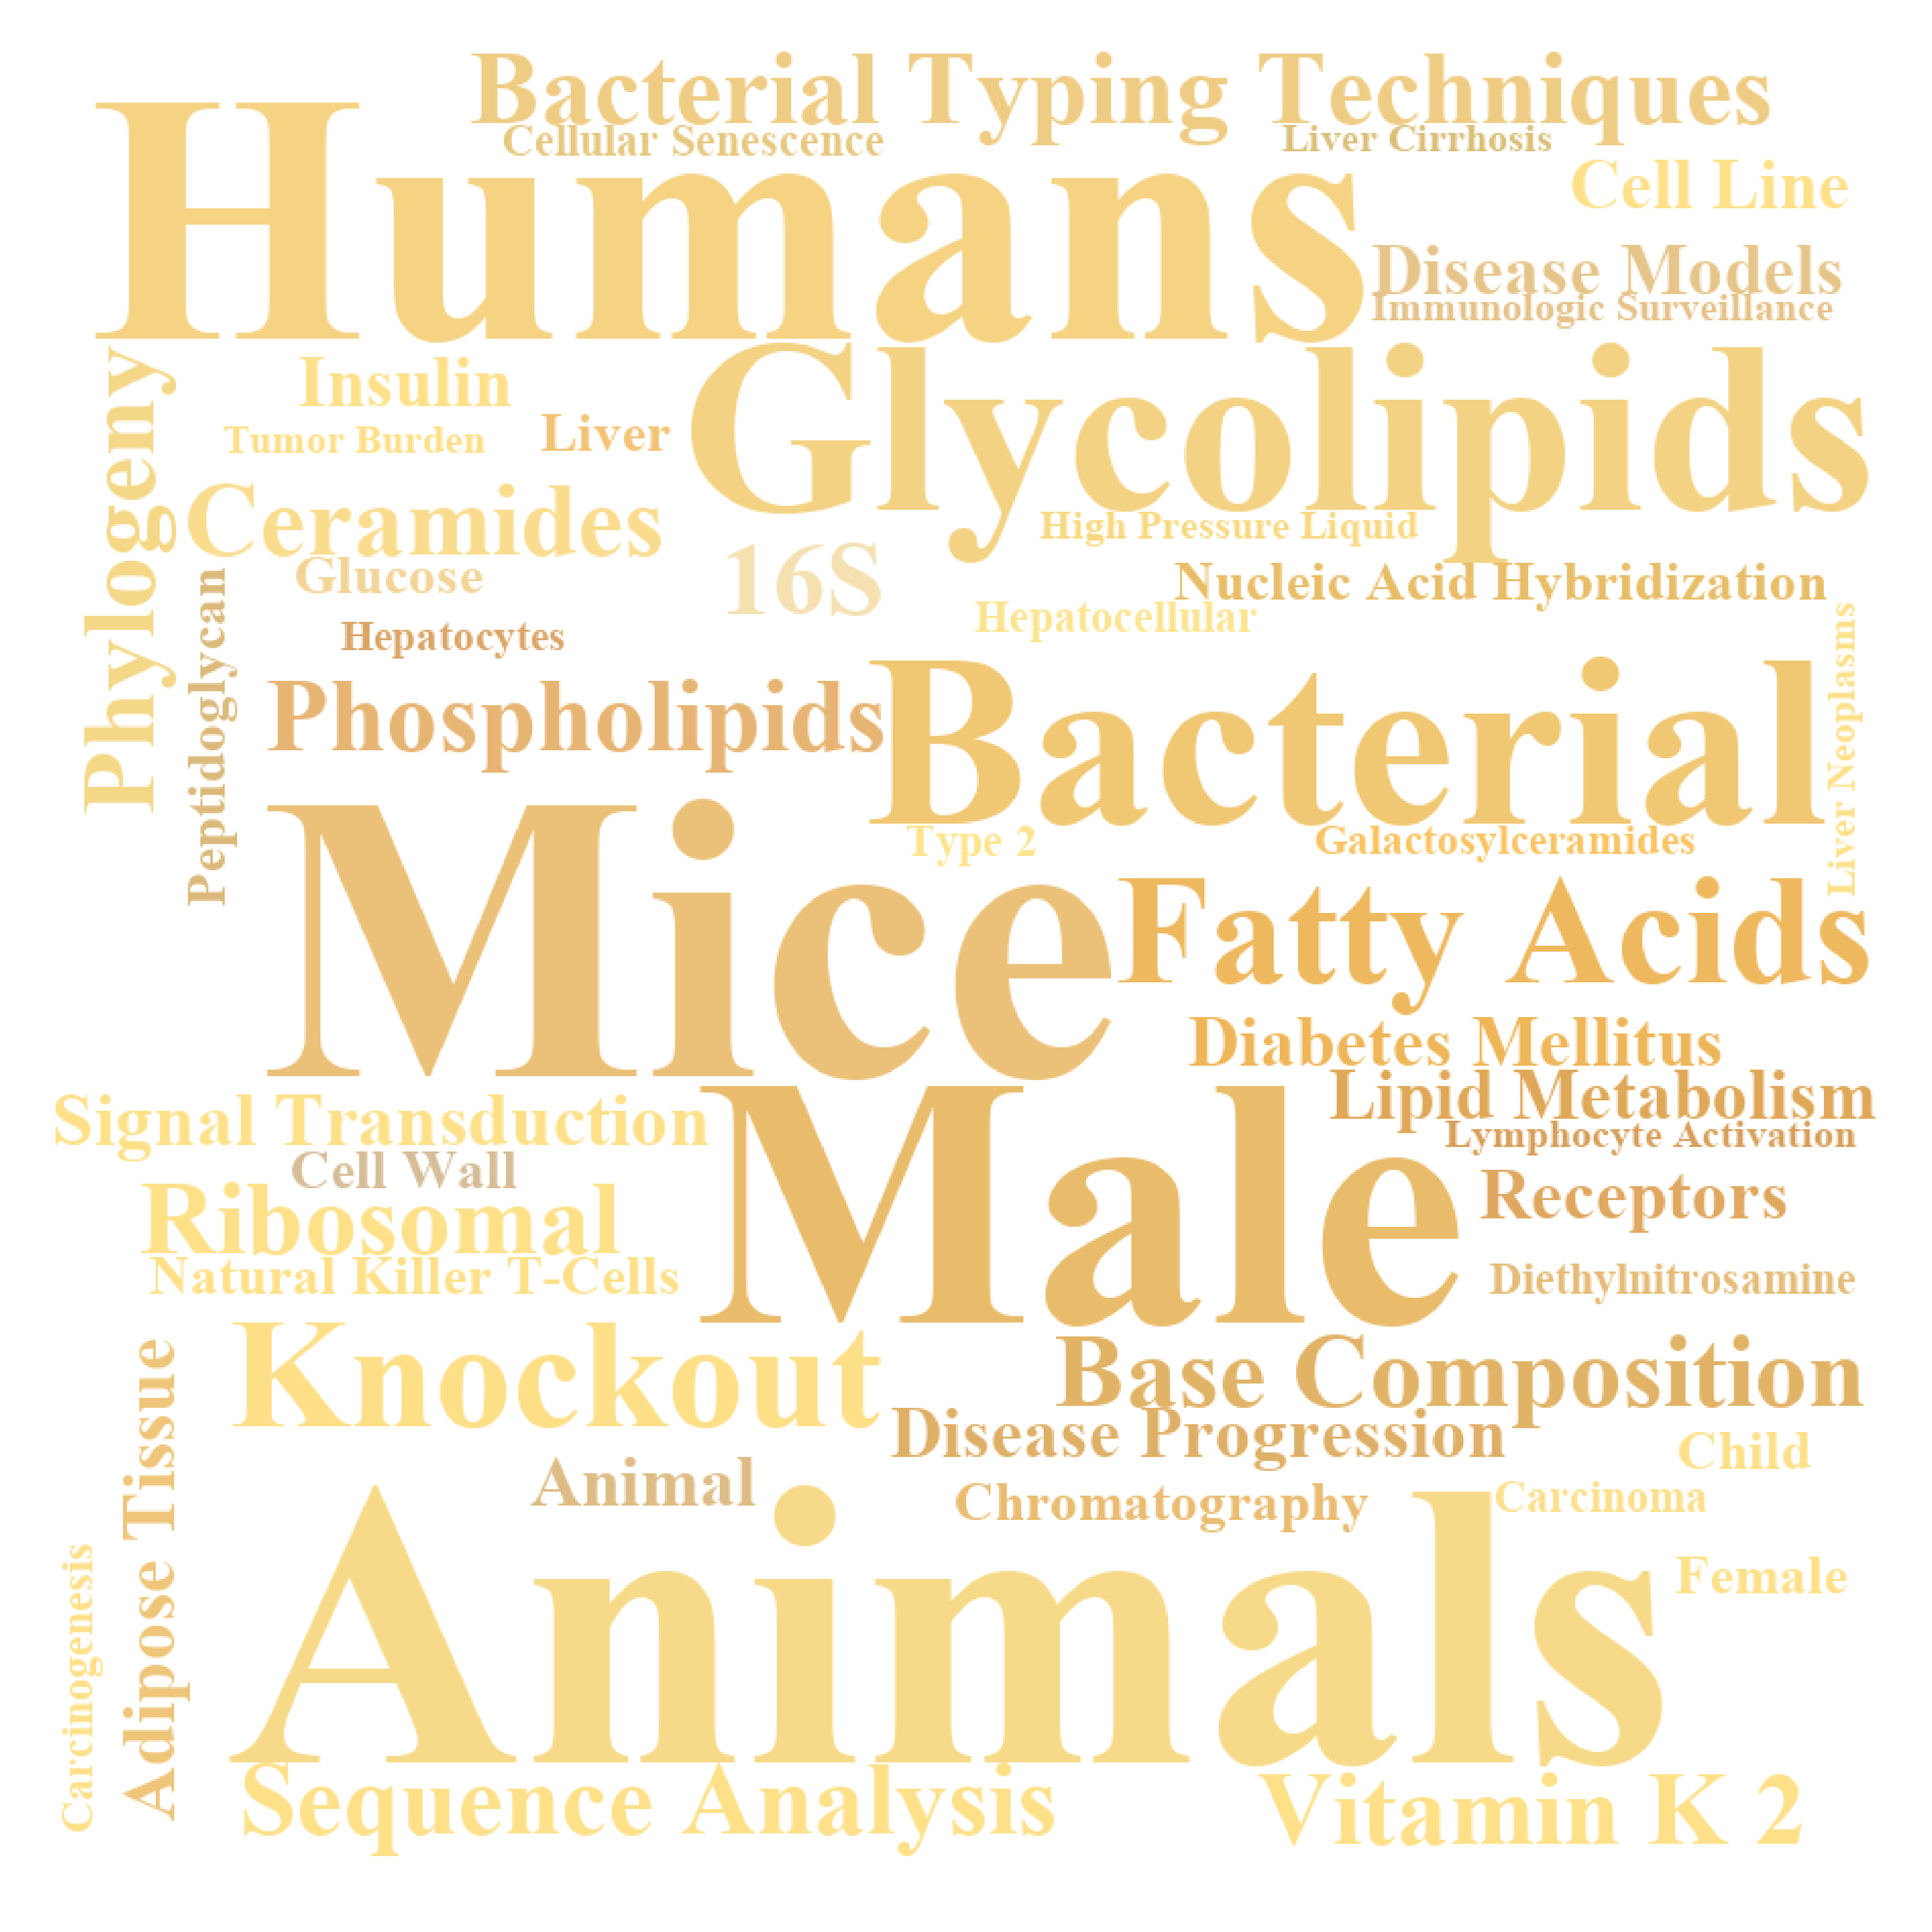 Bacterial Typing Techniques
Cellular Senescence
Liver Cirrhosis
Humans
Cell Line
Disease Models
Immunologic Surveillance
Phylogeny
Insulin
Glycolipids
Tumor Burden
Liver
Ceramides
High Pressure Liquid
16S
Glucose
Nucleic Acid Hybridization
Peptidoglycan
Hepatocellular
Hepatocytes
Liver Neoplasms
Phospholipids
Bacterial
Mice
Type 2
Galactosylceramides
Fatty Acids
Diabetes Mellitus
Lipid Metabolism
Signal Transduction
Male
Lymphocyte Activation
Cell Wall
Receptors
Ribosomal
Natural Killer T-Cells
Diethylnitrosamine
Knockout
Base Composition
Adipose Tissue
Disease Progression
Child
Animal
Chromatography
Carcinoma
Animals
Female
Carcinogenesis
Sequence Analysis
Vitamin K 2